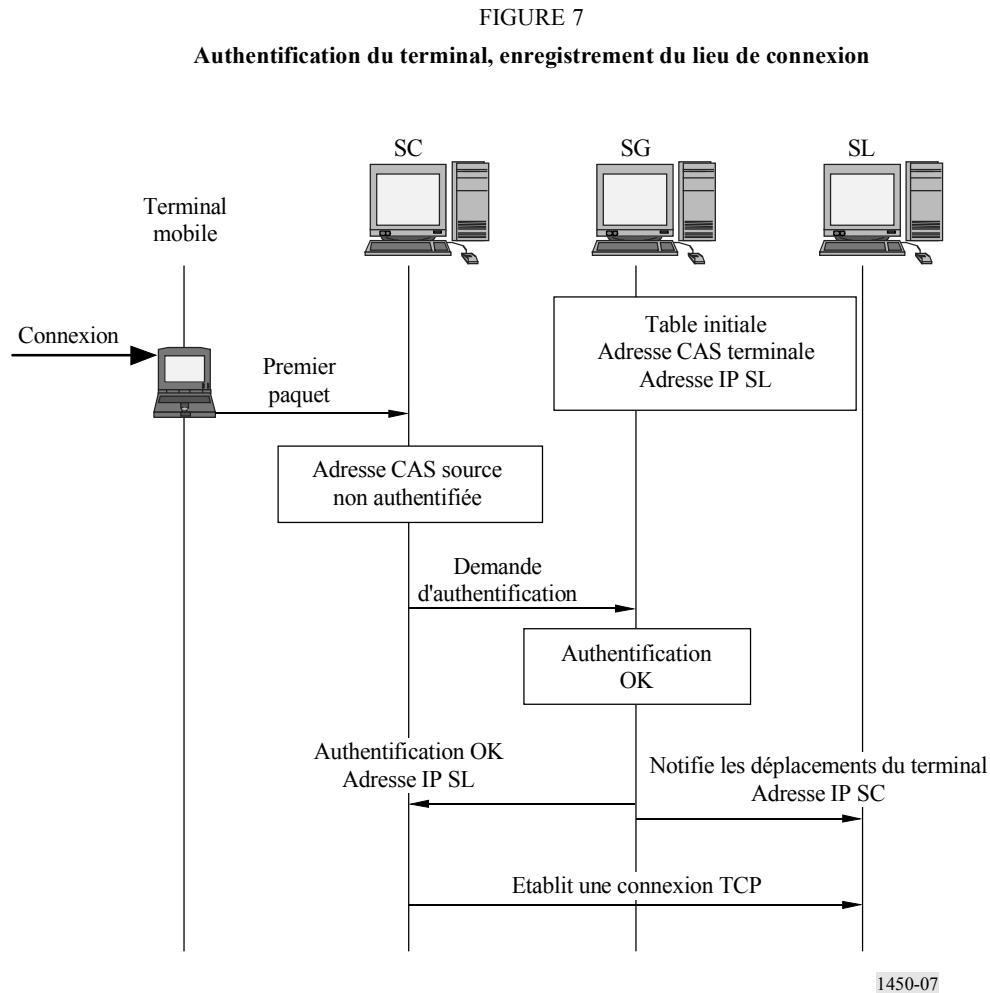 FIGURE 7
Authentification du terminal, enregistrement du lieu de connexion
SC
SG
SL
Terminal
mobile
Connexion
Premier
paquet
Table initiale
Adresse CAS terminale
Adresse IP SL
Adresse CAS source
non authentifiée
Demande
d'authentification
Authentification
OK
Authentification OK
Adresse IP SL
Notifie les déplacements du terminal
Adresse IP SC
Etablit une connexion TCP
1450-07